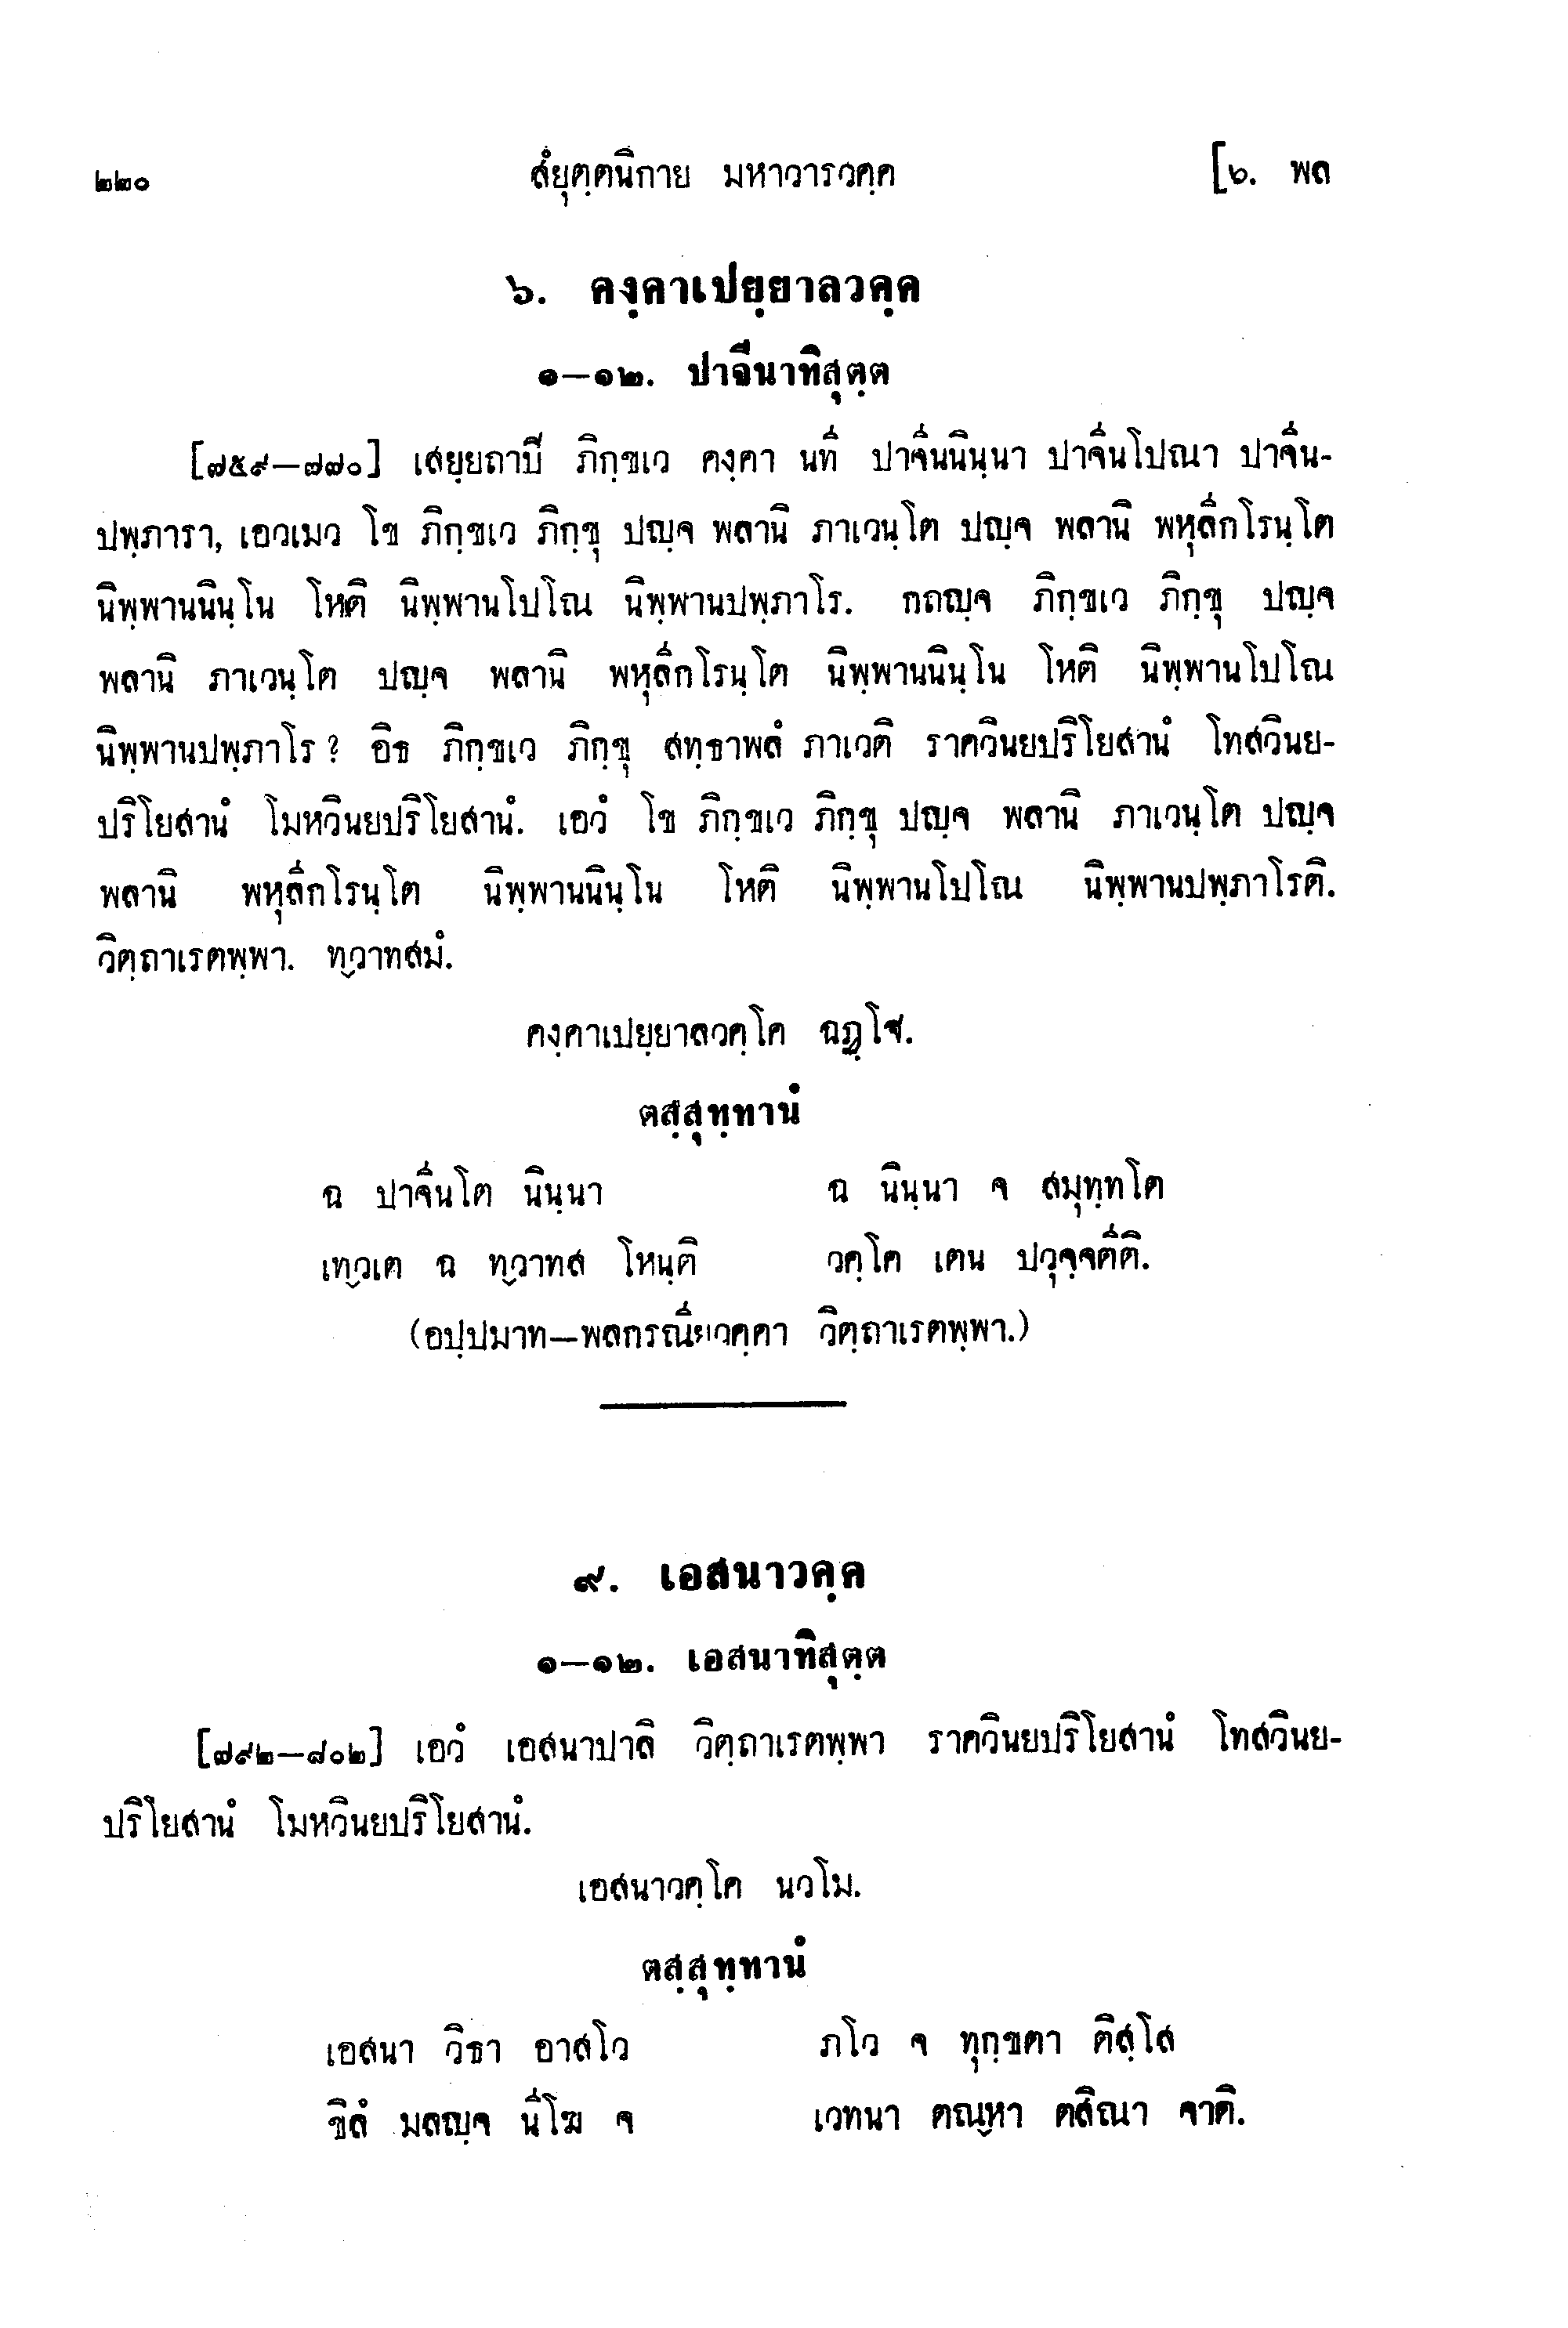 ๒๒๐ สํยุตฺตนิกาย มหาวารวคฺค [๖. พล
๖. คงฺคาเปยฺยาลวคฺค
๑—๑๒. ปาจีนาทิสุตฺต
[๗๕๙—๗๗๐] เสยฺยถาปิ ภิกฺขเว คงฺคา นที ปาจีนนินฺนา ปาจีนโปณา ปาจีน-
ปพฺภารา, เอวเมว โข ภิกฺขเว ภิกฺขุ ปญฺจ พลานิ ภาเวนฺโต ปญฺจ พลานิ พหุลีกโรนฺโต
นิพฺพานนินฺโน โหติ นิพฺพานโปโณ นิพฺพานปพฺภาโร. กถญฺจ ภิกฺขเว ภิกฺขุ ปญฺจ
พลานิ ภาเวนฺโต ปญฺจ พลานิ พหุลีกโรนฺโต นิพฺพานนินฺโน โหติ นิพฺพานโปโณ
นิพฺพานปพฺภาโร? อิธ ภิกฺขเว ภิกฺขุ สทฺธาพลํ ภาเวติ ราควินยปริโยสานํ โทสวินย-
ปริโยสานํ โมหวินยปริโยสานํ. เอวํ โข ภิกฺขเว ภิกฺขุ ปญฺจ พลานิ ภาเวนฺโต ปญฺจ
พลานิ พหุลีกโรนฺโต นิพฺพานนินฺโน โหติ นิพฺพานโปโณ นิพฺพานปพฺภาโรติ.
วิตฺถาเรตพฺพา. ทฺวาทสมํ.
คงฺคาเปยฺยาลวคฺโค ฉฏฺโฐ.
ตสฺสุทฺทานํ
ฉ ปาจีนโต นินฺนา ฉ นินฺนา จ สมุทฺทโต
เทฺวเต ฉ ทฺวาทส โหนฺติ วคฺโค เตน ปวุจฺจตีติ.
(อปฺปมาท—พลกรณียวคฺคา วิตฺถาเรตพฺพา.)
๙. เอสนาวคฺค
๑—๑๒. เอสนาทิสุตฺต
[๗๙๒—๘๐๒] เอวํ เอสนาปาลิ วิตฺถาเรตพฺพา ราควินยปริโยสานํ โทสวินย-
ปริโยสานํ โมหวินยปริโยสานํ.
เอสนาวคฺโค นวโม.
ตสฺสุทฺทานํ
เอสนา วิธา อาสโว ภโว จ ทุกฺขตา ติสฺโส
ขิลํ มลญฺจ นีโฆ จ เวทนา ตณฺหา ตสิณา จาติ.